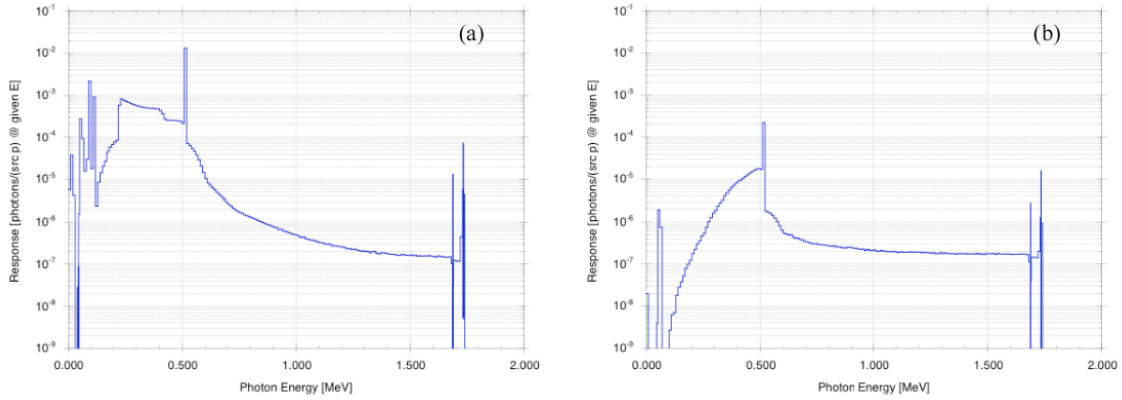 (a)
Response [photons/(src p) @ given E]
10⁻¹
10⁻²
10⁻³
10⁻⁴
10⁻⁵
10⁻⁶
10⁻⁷
10⁻⁸
10⁻⁹
0.000 0.500 1.000 1.500 2.000
Photon Energy [MeV]
(b)
Response [photons/(src p) @ given E]
10⁻¹
10⁻²
10⁻³
10⁻⁴
10⁻⁵
10⁻⁶
10⁻⁷
10⁻⁸
10⁻⁹
0.000 0.500 1.000 1.500 2.000
Photon Energy [MeV]